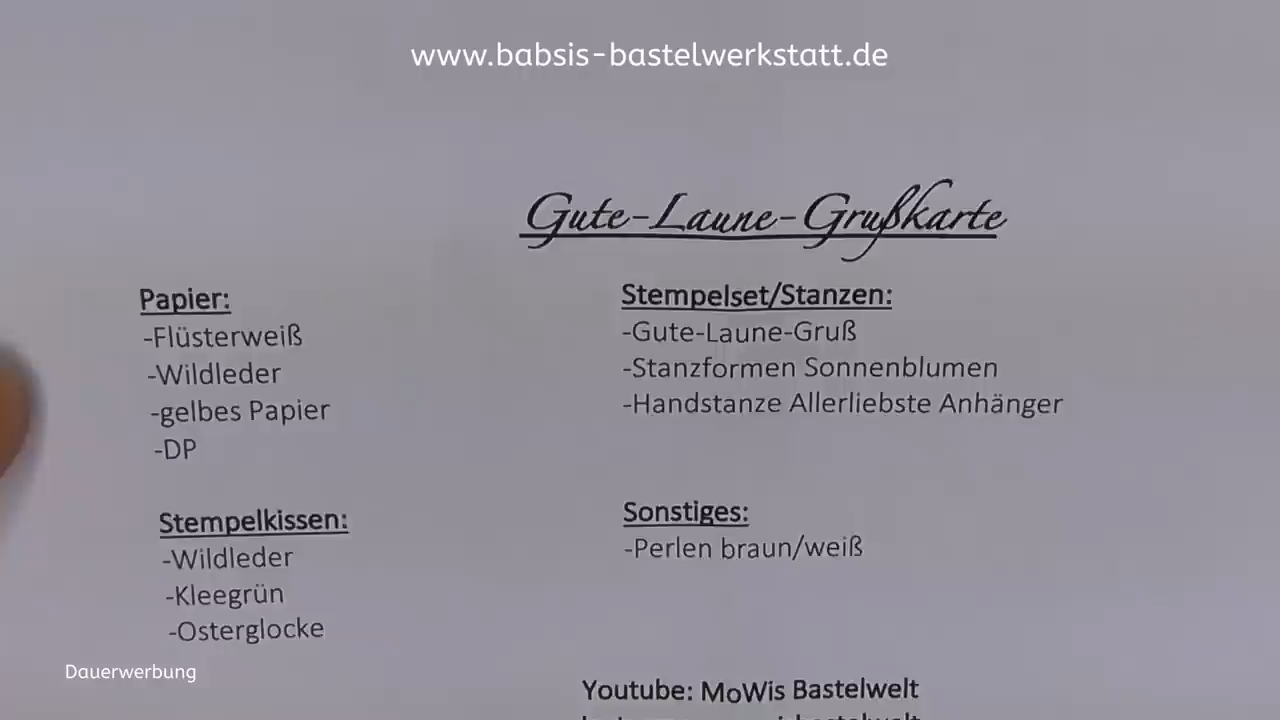 www.babsis-bastelwerkstatt.de
Gute-Laune-Grußkarte
Papier:
-Flüsterweiß
-Wildleder
-gelbes Papier
-DP
Stempelset/Stanzen:
-Gute-Laune-Gruß
-Stanzformen Sonnenblumen
-Handstanze Allerliebste Anhänger
Stempelkissen:
-Wildleder
-Kleegrün
-Osterglocke
Sonstiges:
-Perlen braun/weiß
Dauerwerbung
Youtube: MoWis Bastelwelt